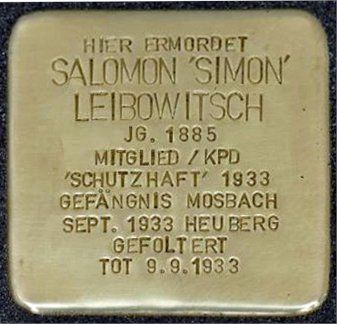 HIER ERMORDET
SALOMON 'SIMON'
LEIBOWITSCH
JG. 1885
MITGLIED / KPD
'SCHUTZHAFT' 1933
GEFÄNGNIS MOSBACH
SEPT. 1933 HEUBERG
GEFOLTERT
TOT 9.9.1933